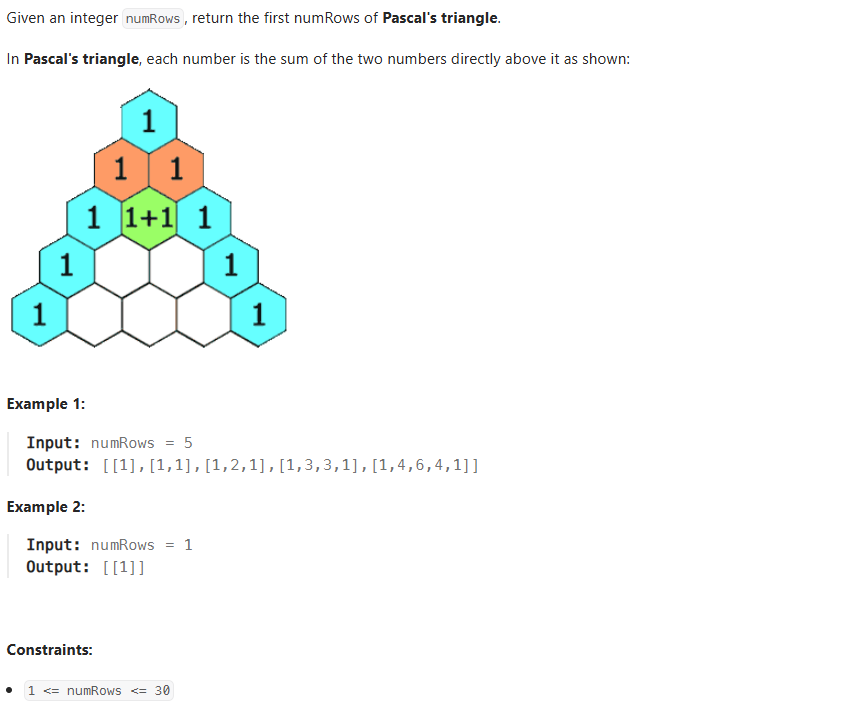 Given an integer numRows, return the first numRows of Pascal's triangle.
In Pascal's triangle, each number is the sum of the two numbers directly above it as shown:
1
1 1
1 1+1 1
1 1
1 1
Example 1:
Input: numRows = 5
Output: [[1],[1,1],[1,2,1],[1,3,3,1],[1,4,6,4,1]]
Example 2:
Input: numRows = 1
Output: [[1]]
Constraints:
• 1 <= numRows <= 30